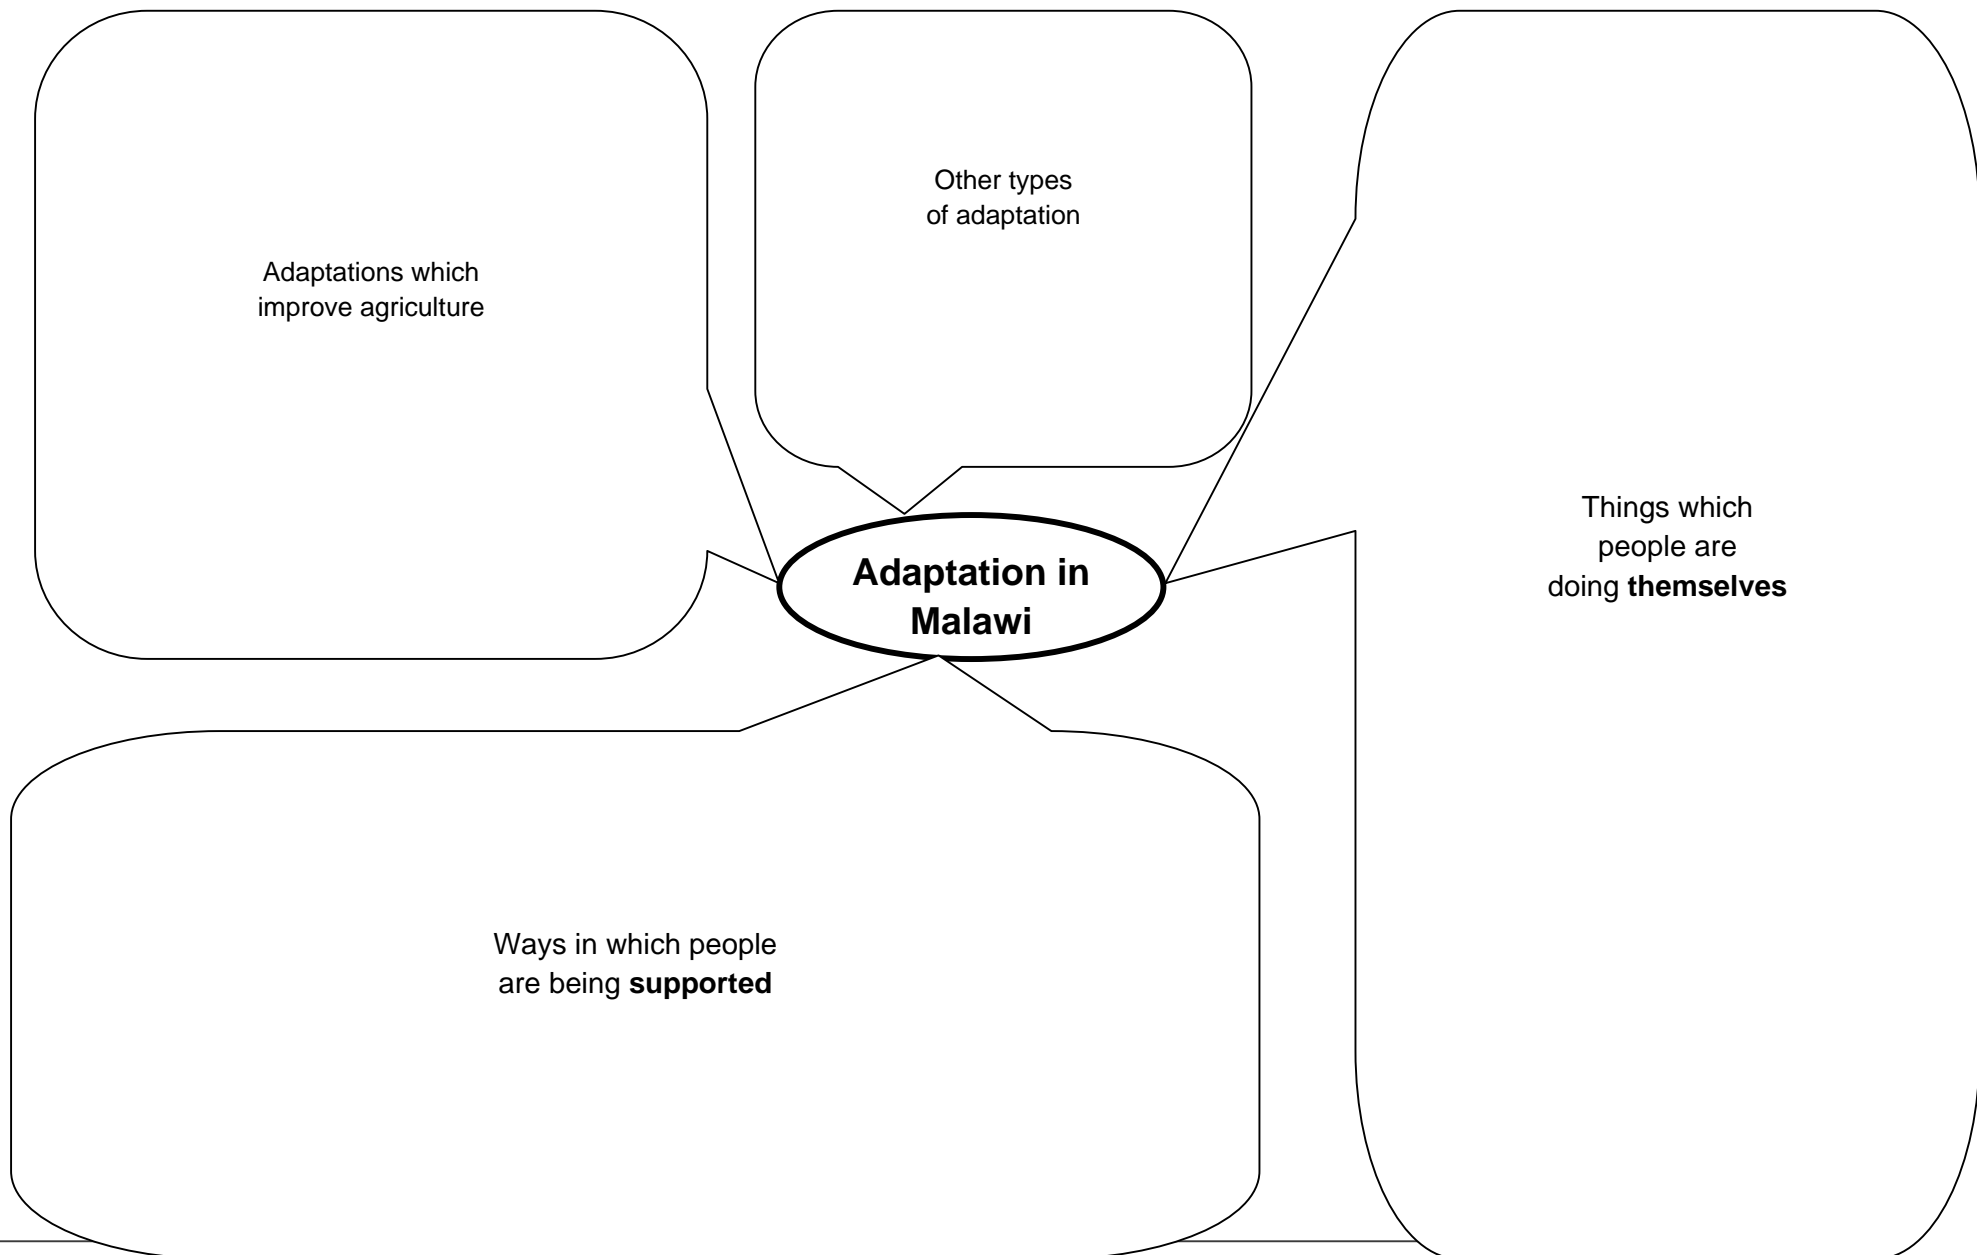 Other types
of adaptation
Adaptations which
improve agriculture
Things which
people are
doing themselves
Adaptation in
Malawi
Ways in which people
are being supported